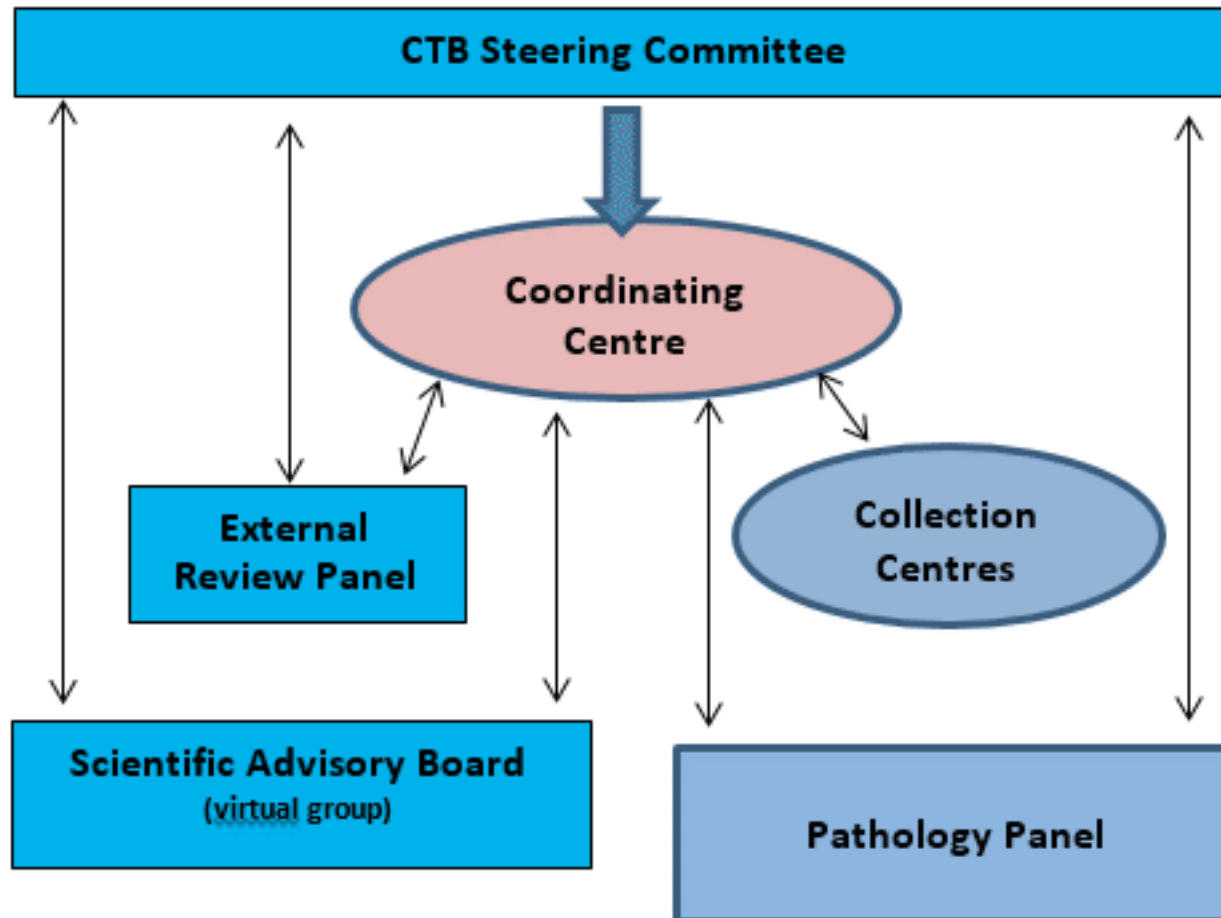 CTB Steering Committee
Coordinating
Centre
External
Review Panel
Collection
Centres
Scientific Advisory Board
(virtual group)
Pathology Panel